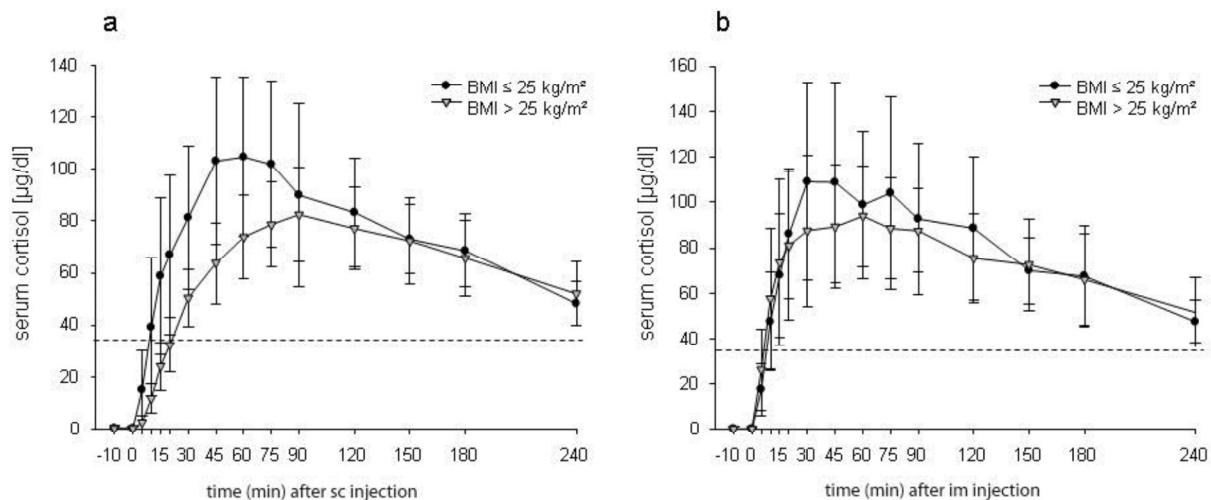 a
b
140
120
100
80
60
40
20
0
serum cortisol [µg/dl]
BMI ≤ 25 kg/m²
BMI > 25 kg/m²
-10 0 15 30 45 60 75 90 120 150 180 240
time (min) after sc injection
160
140
120
100
80
60
40
20
0
serum cortisol [µg/dl]
BMI ≤ 25 kg/m²
BMI > 25 kg/m²
-10 0 15 30 45 60 75 90 120 150 180 240
time (min) after im injection